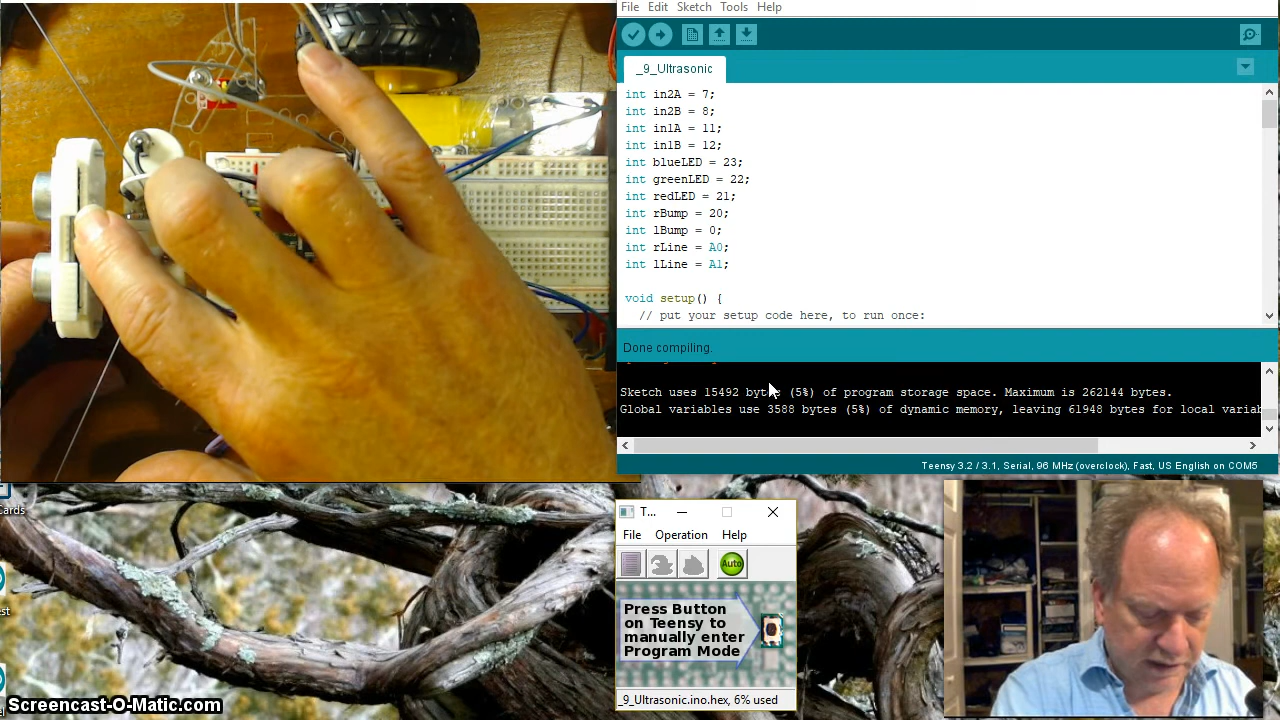 File Edit Sketch Tools Help
_9_Ultrasonic
int in2A = 7;
int in2B = 8;
int in1A = 11;
int in1B = 12;
int blueLED = 23;
int greenLED = 22;
int redLED = 21;
int rBump = 20;
int lBump = 0;
int rLine = A0;
int lLine = A1;
void setup() {
// put your setup code here, to run once:
Done compiling.
Sketch uses 15492 bytes (5%) of program storage space. Maximum is 262144 bytes.
Global variables use 3588 bytes (5%) of dynamic memory, leaving 61948 bytes for local variab
Teensy 3.2 / 3.1, Serial, 96 MHz (overclock), Fast, US English on COM5
Cards
est
T...
File Operation Help
Auto
Press Button
on Teensy to
manually enter
Program Mode
_9_Ultrasonic.ino.hex, 6% used
Screencast-O-Matic.com